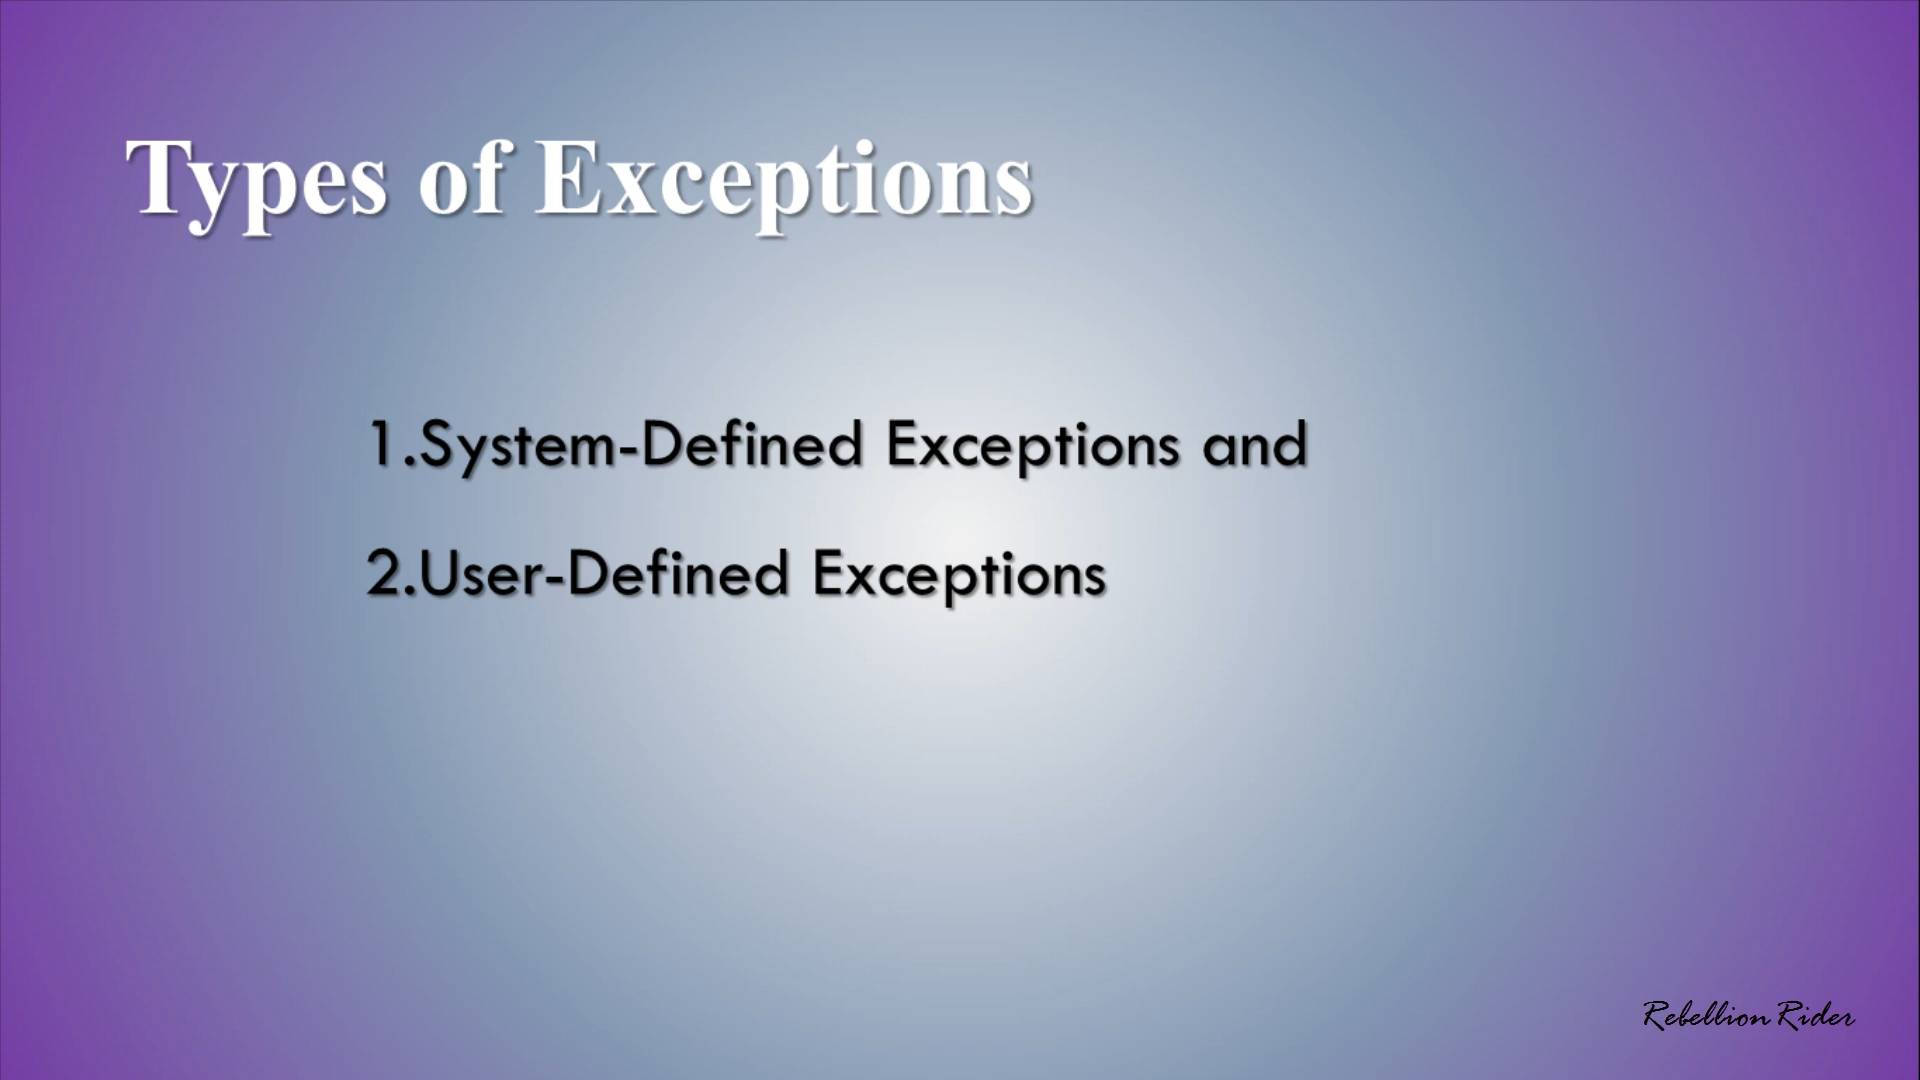 Types of Exceptions
1.System-Defined Exceptions and
2.User-Defined Exceptions
Rebellion Rider